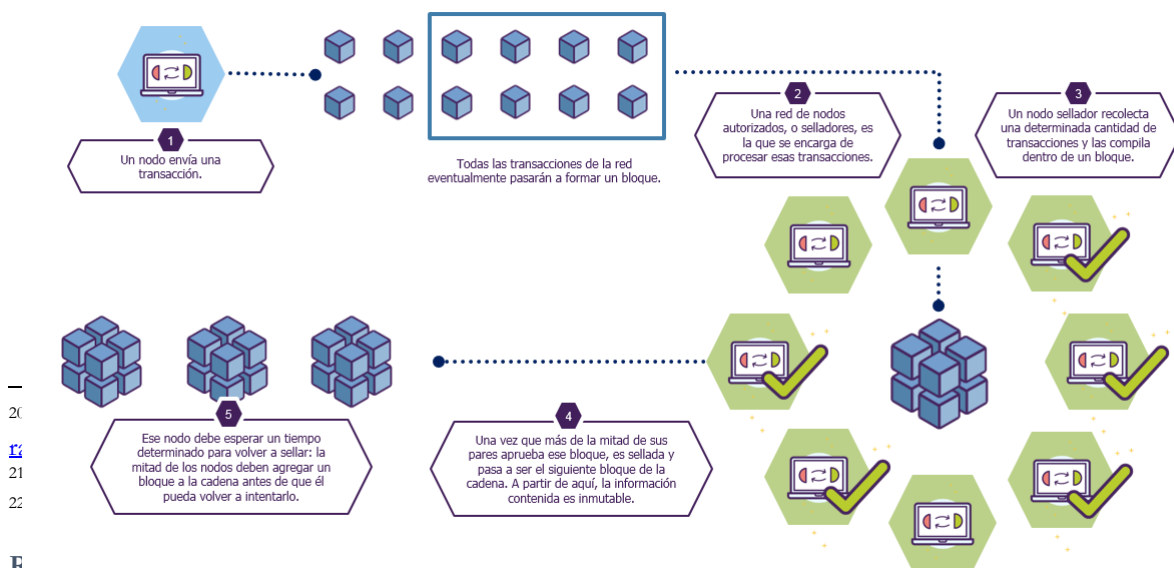 1
Un nodo envía una
transacción.
Todas las transacciones de la red
eventualmente pasarán a formar un bloque.
2
Una red de nodos
autorizados, o selladores, es
la que se encarga de
procesar esas transacciones.
3
Un nodo sellador recolecta
una determinada cantidad de
transacciones y las compila
dentro de un bloque.
4
Una vez que más de la mitad de sus
pares aprueba ese bloque, es sellada y
pasa a ser el siguiente bloque de la
cadena. A partir de aquí, la información
contenida es inmutable.
5
Ese nodo debe esperar un tiempo
determinado para volver a sellar: la
mitad de los nodos deben agregar un
bloque a la cadena antes de que él
pueda volver a intentarlo.
20
21
22